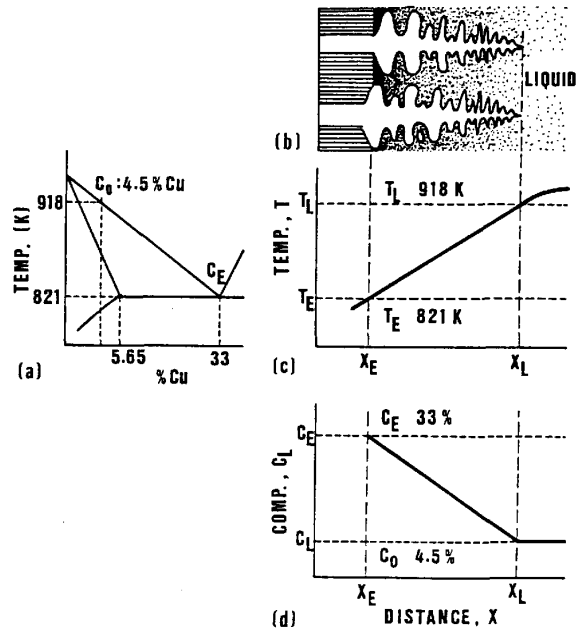 (b)
LIQUID
(a)
TEMP. (K)
918
821
C₀:4.5% Cu
C_E
5.65
33
% Cu
(c)
TEMP., T
T_L
T_E
T_L 918 K
T_E 821 K
X_E
X_L
(d)
COMP., C_L
C_E
C_L
C_E 33 %
C₀ 4.5%
X_E
X_L
DISTANCE, X